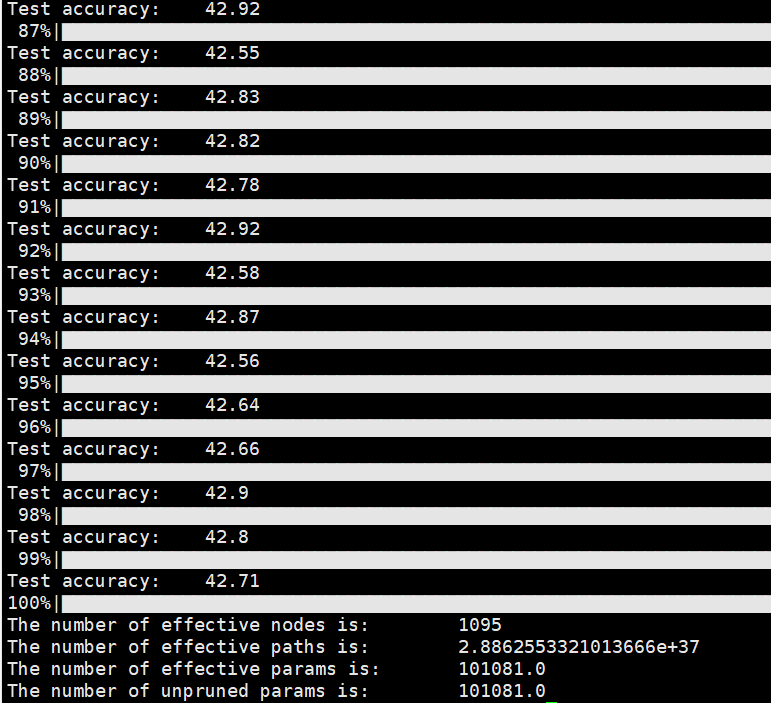 Test accuracy:    42.92
 87%|
Test accuracy:    42.55
 88%|
Test accuracy:    42.83
 89%|
Test accuracy:    42.82
 90%|
Test accuracy:    42.78
 91%|
Test accuracy:    42.92
 92%|
Test accuracy:    42.58
 93%|
Test accuracy:    42.87
 94%|
Test accuracy:    42.56
 95%|
Test accuracy:    42.64
 96%|
Test accuracy:    42.66
 97%|
Test accuracy:    42.9
 98%|
Test accuracy:    42.8
 99%|
Test accuracy:    42.71
100%|
The number of effective nodes is:        1095
The number of effective paths is:        2.8862553321013666e+37
The number of effective params is:       101081.0
The number of unpruned params is:        101081.0